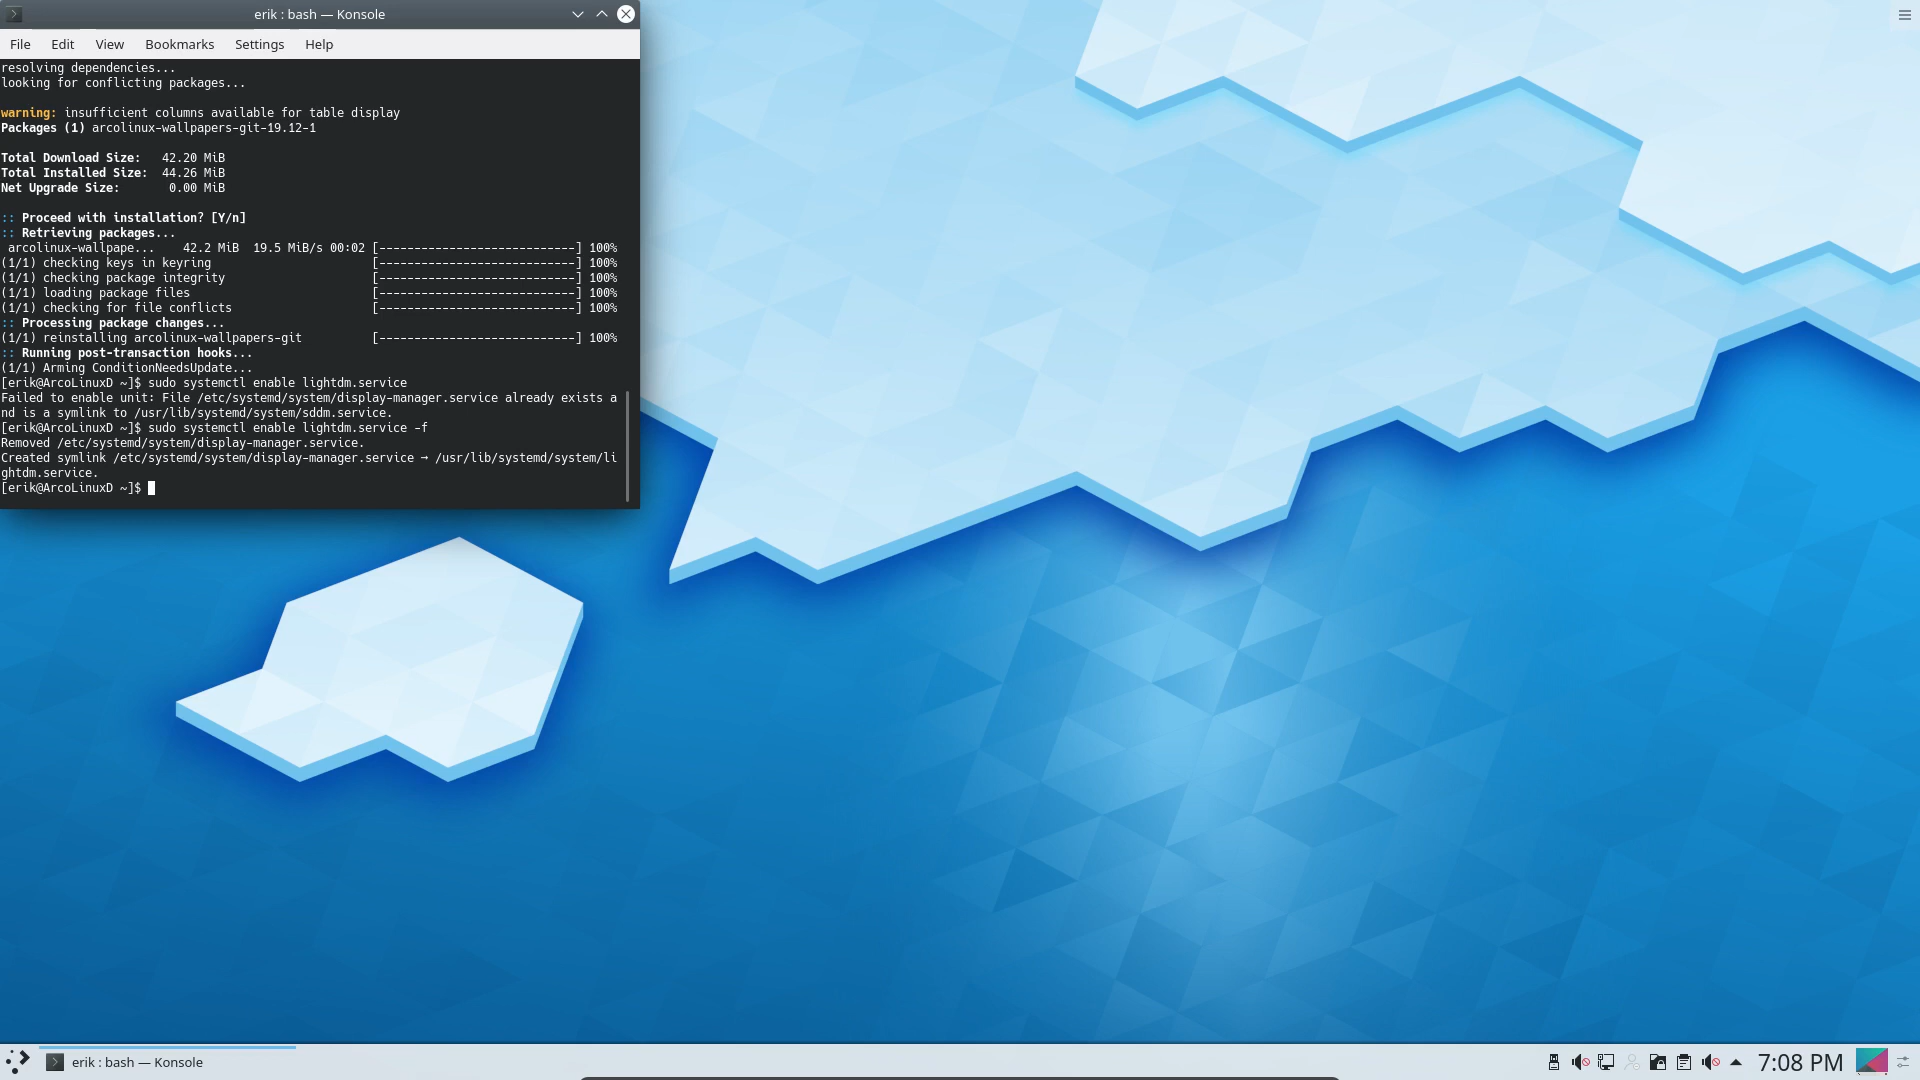 erik : bash — Konsole
File Edit View Bookmarks Settings Help
resolving dependencies...
looking for conflicting packages...
warning: insufficient columns available for table display
Packages (1) arcolinux-wallpapers-git-19.12-1
Total Download Size:   42.20 MiB
Total Installed Size:  44.26 MiB
Net Upgrade Size:       0.00 MiB
:: Proceed with installation? [Y/n]
:: Retrieving packages...
arcolinux-wallpape...    42.2 MiB  19.5 MiB/s 00:02 [----------------------------] 100%
(1/1) checking keys in keyring                       [----------------------------] 100%
(1/1) checking package integrity                     [----------------------------] 100%
(1/1) loading package files                          [----------------------------] 100%
(1/1) checking for file conflicts                    [----------------------------] 100%
:: Processing package changes...
(1/1) reinstalling arcolinux-wallpapers-git          [----------------------------] 100%
:: Running post-transaction hooks...
(1/1) Arming ConditionNeedsUpdate...
[erik@ArcoLinuxD ~]$ sudo systemctl enable lightdm.service
Failed to enable unit: File /etc/systemd/system/display-manager.service already exists a
nd is a symlink to /usr/lib/systemd/system/sddm.service.
[erik@ArcoLinuxD ~]$ sudo systemctl enable lightdm.service -f
Removed /etc/systemd/system/display-manager.service.
Created symlink /etc/systemd/system/display-manager.service → /usr/lib/systemd/system/li
ghtdm.service.
[erik@ArcoLinuxD ~]$
erik : bash — Konsole
7:08 PM